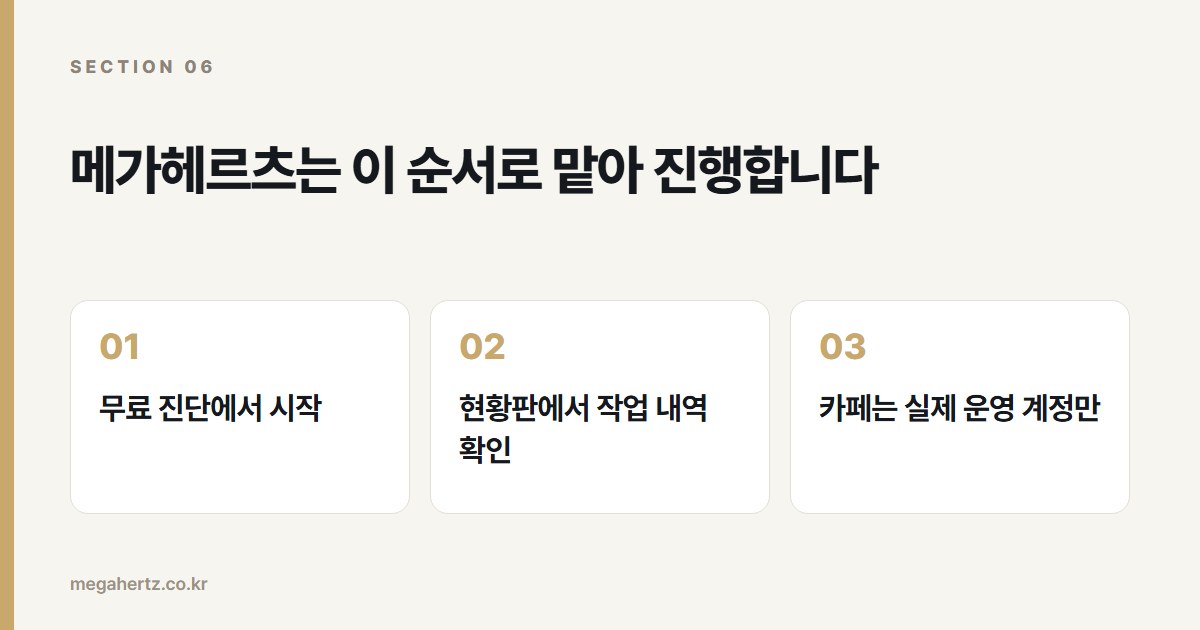 SECTION 06
메가헤르츠는 이 순서로 맡아 진행합니다
01
무료 진단에서 시작
02
현황판에서 작업 내역
확인
03
카페는 실제 운영 계정만
megahertz.co.kr